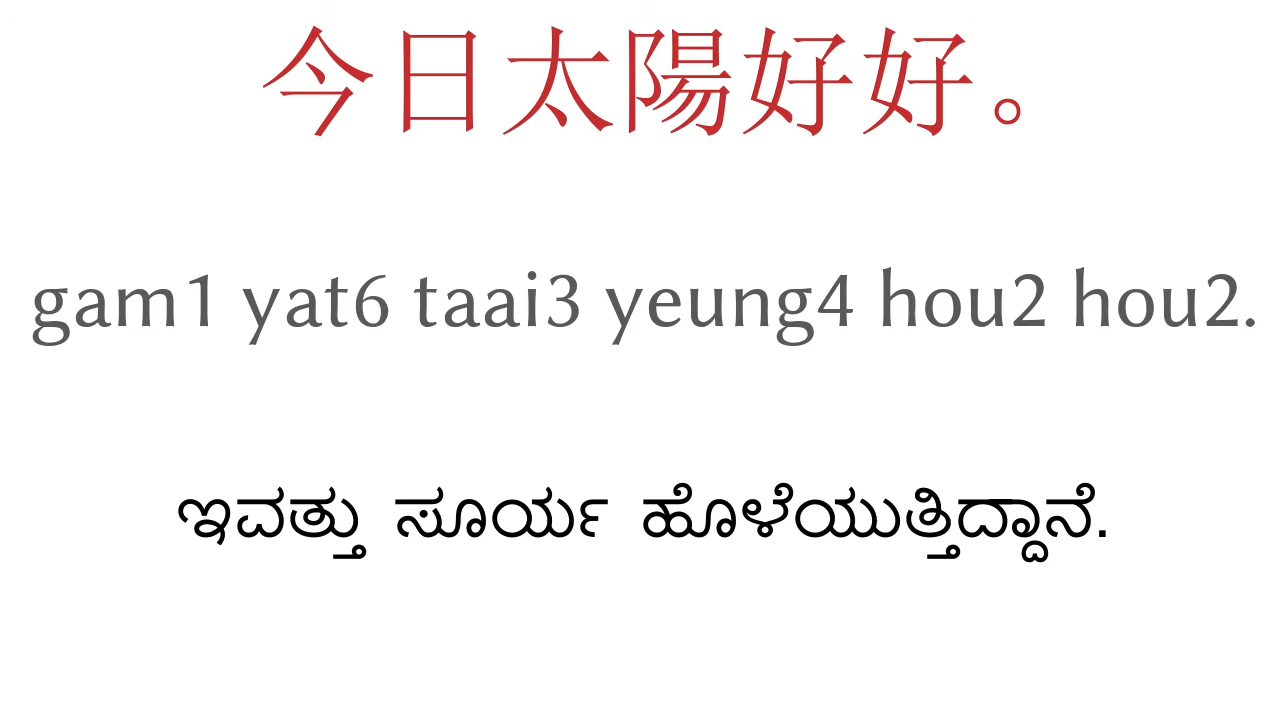 今日太陽好好。
gam1 yat6 taai3 yeung4 hou2 hou2.
ಇವತ್ತು ಸೂರ್ಯ ಹೊಳೆಯುತ್ತಿದ್ದಾನೆ.